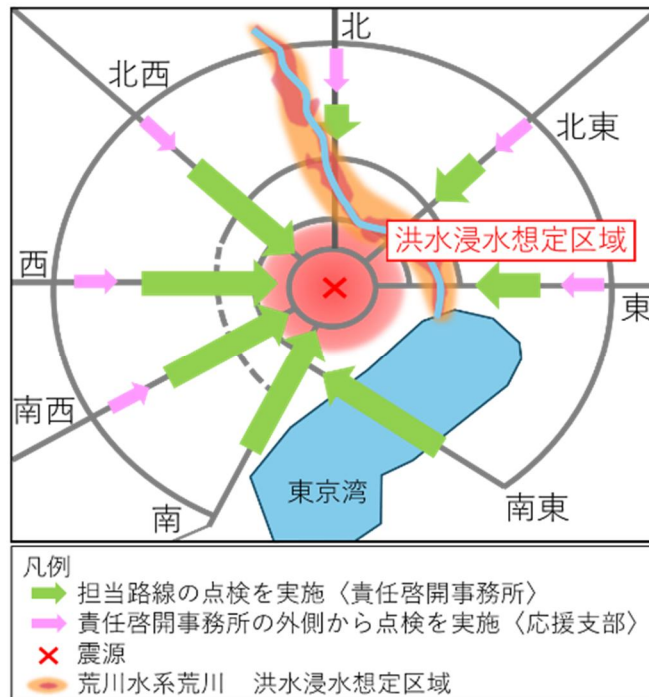 北
北西
北東
洪水浸水想定区域
西
東
南西
東京湾
南東
南
凡例
担当路線の点検を実施〈責任啓開事務所〉
責任啓開事務所の外側から点検を実施〈応援支部〉
震源
荒川水系荒川　洪水浸水想定区域